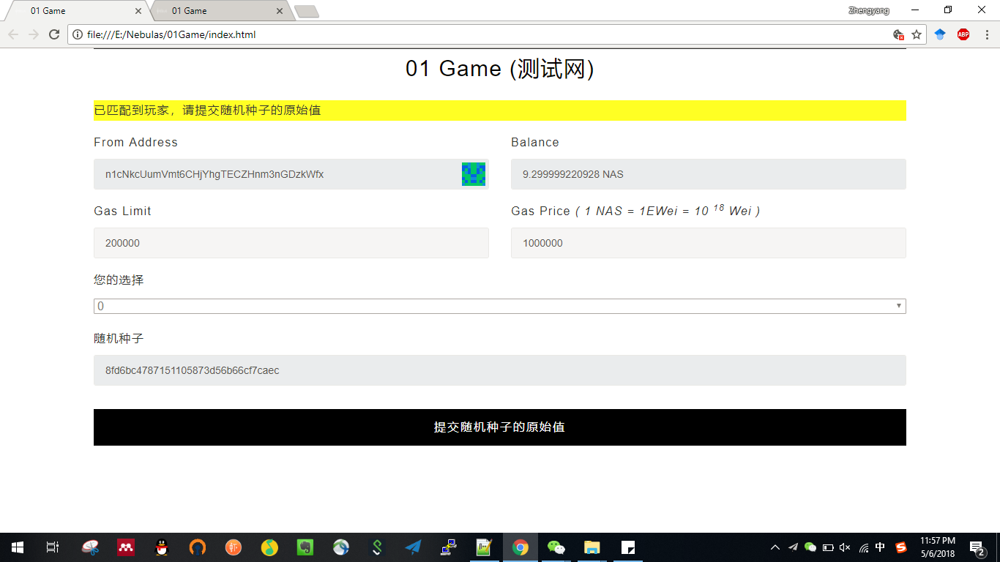 01 Game
01 Game
Zhengyang
file:///E:/Nebulas/01Game/index.html
ABP
01 Game (测试网)
已匹配到玩家，请提交随机种子的原始值
From Address
Balance
n1cNkcUumVmt6CHjYhgTECZHnm3nGDzkWfx
9.299999220928 NAS
Gas Limit
Gas Price ( 1 NAS = 1EWei = 10 18 Wei )
200000
1000000
您的选择
0
随机种子
8fd6bc4787151105873d56b66cf7caec
提交随机种子的原始值
中
11:57 PM
5/6/2018
2